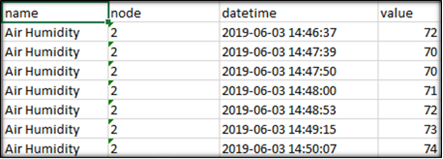 name node datetime value
Air Humidity 2 2019-06-03 14:46:37 72
Air Humidity 2 2019-06-03 14:47:39 70
Air Humidity 2 2019-06-03 14:47:50 70
Air Humidity 2 2019-06-03 14:48:00 71
Air Humidity 2 2019-06-03 14:48:53 72
Air Humidity 2 2019-06-03 14:49:15 73
Air Humidity 2 2019-06-03 14:50:07 74